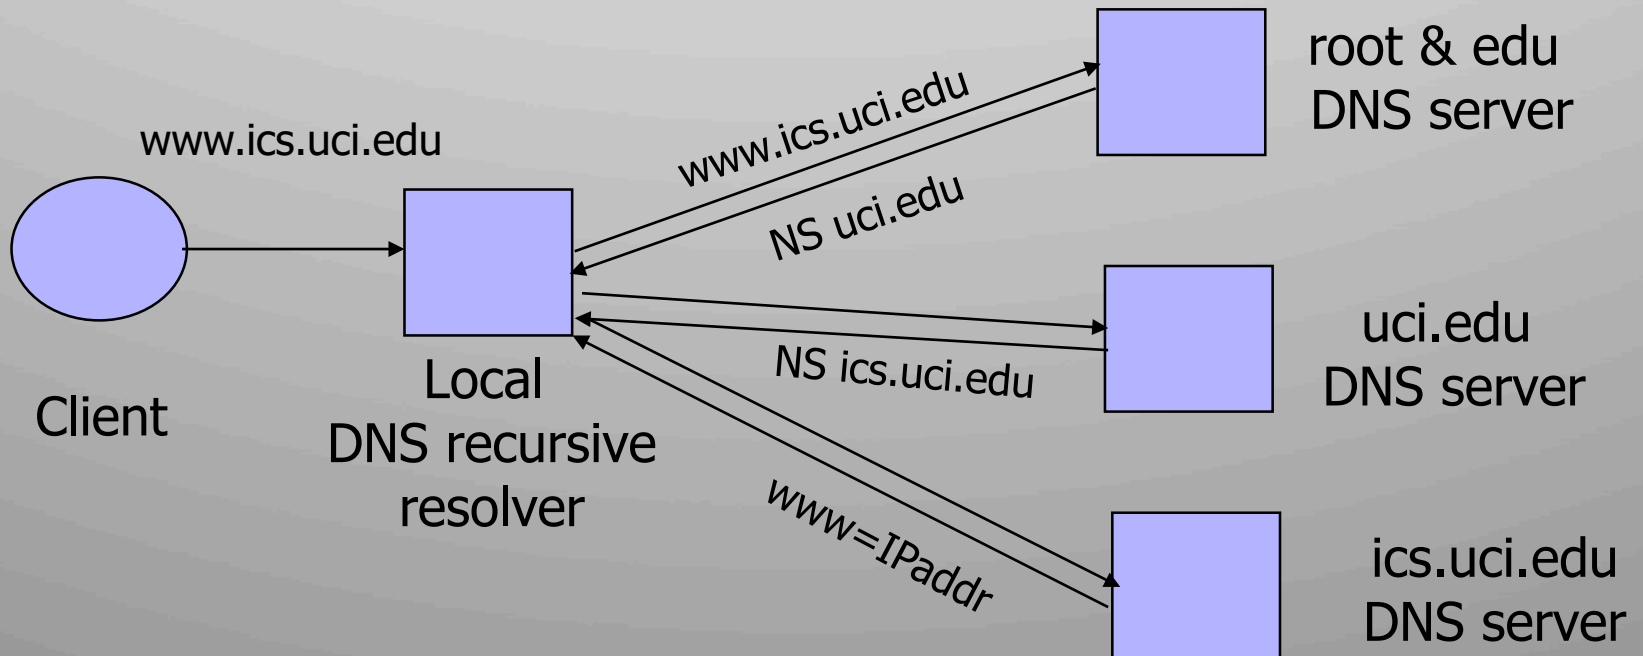 www.ics.uci.edu
Client
Local
DNS recursive
resolver
www.ics.uci.edu
NS uci.edu
root & edu
DNS server
NS ics.uci.edu
uci.edu
DNS server
www=IPaddr
ics.uci.edu
DNS server